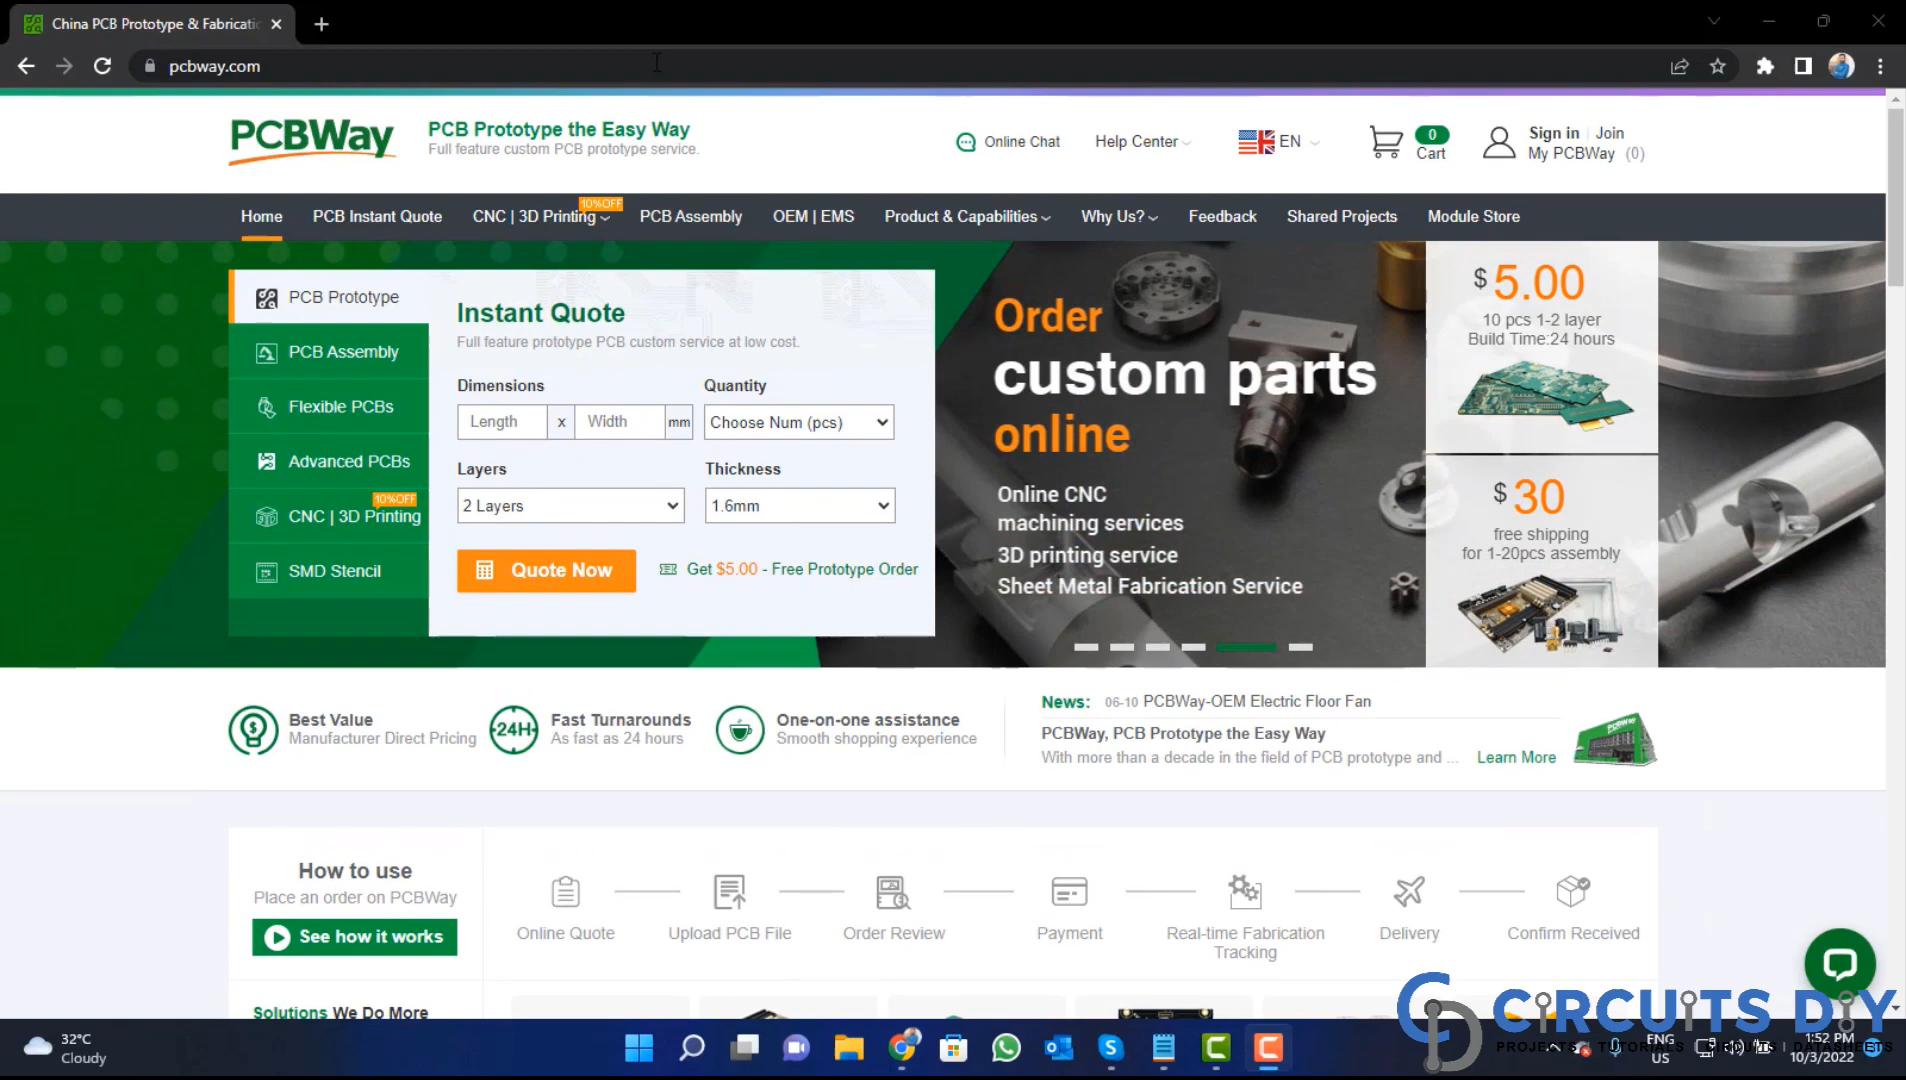 China PCB Prototype & Fabricati
pcbway.com
PCBWay
PCB Prototype the Easy Way
Full feature custom PCB prototype service.
Online Chat
Help Center
EN
0
Cart
Sign in
Join
My PCBWay (0)
Home
PCB Instant Quote
CNC | 3D Printing
10%OFF
PCB Assembly
OEM | EMS
Product & Capabilities
Why Us?
Feedback
Shared Projects
Module Store
PCB Prototype
PCB Assembly
Flexible PCBs
Advanced PCBs
10%OFF
CNC | 3D Printing
SMD Stencil
Instant Quote
Full feature prototype PCB custom service at low cost.
Dimensions
Quantity
Length
x
Width
mm
Choose Num (pcs)
Layers
Thickness
2 Layers
1.6mm
Quote Now
Get $5.00 - Free Prototype Order
Order
custom parts
online
Online CNC
machining services
3D printing service
Sheet Metal Fabrication Service
$ 5.00
10 pcs 1-2 layer
Build Time:24 hours
$ 30
free shipping
for 1-20pcs assembly
Best Value
Manufacturer Direct Pricing
24H
Fast Turnarounds
As fast as 24 hours
One-on-one assistance
Smooth shopping experience
News:
06-10 PCBWay-OEM Electric Floor Fan
PCBWay, PCB Prototype the Easy Way
With more than a decade in the field of PCB prototype and ...
Learn More
How to use
Place an order on PCBWay
See how it works
Online Quote
Upload PCB File
Order Review
Payment
Real-time Fabrication
Tracking
Delivery
Confirm Received
Solutions We Do More
CIRCUITS DIY
PROJECTS TUTORIALS CIRCUITS DATASHEETS
32°C
Cloudy
ENG
US
1:52 PM
10/3/2022